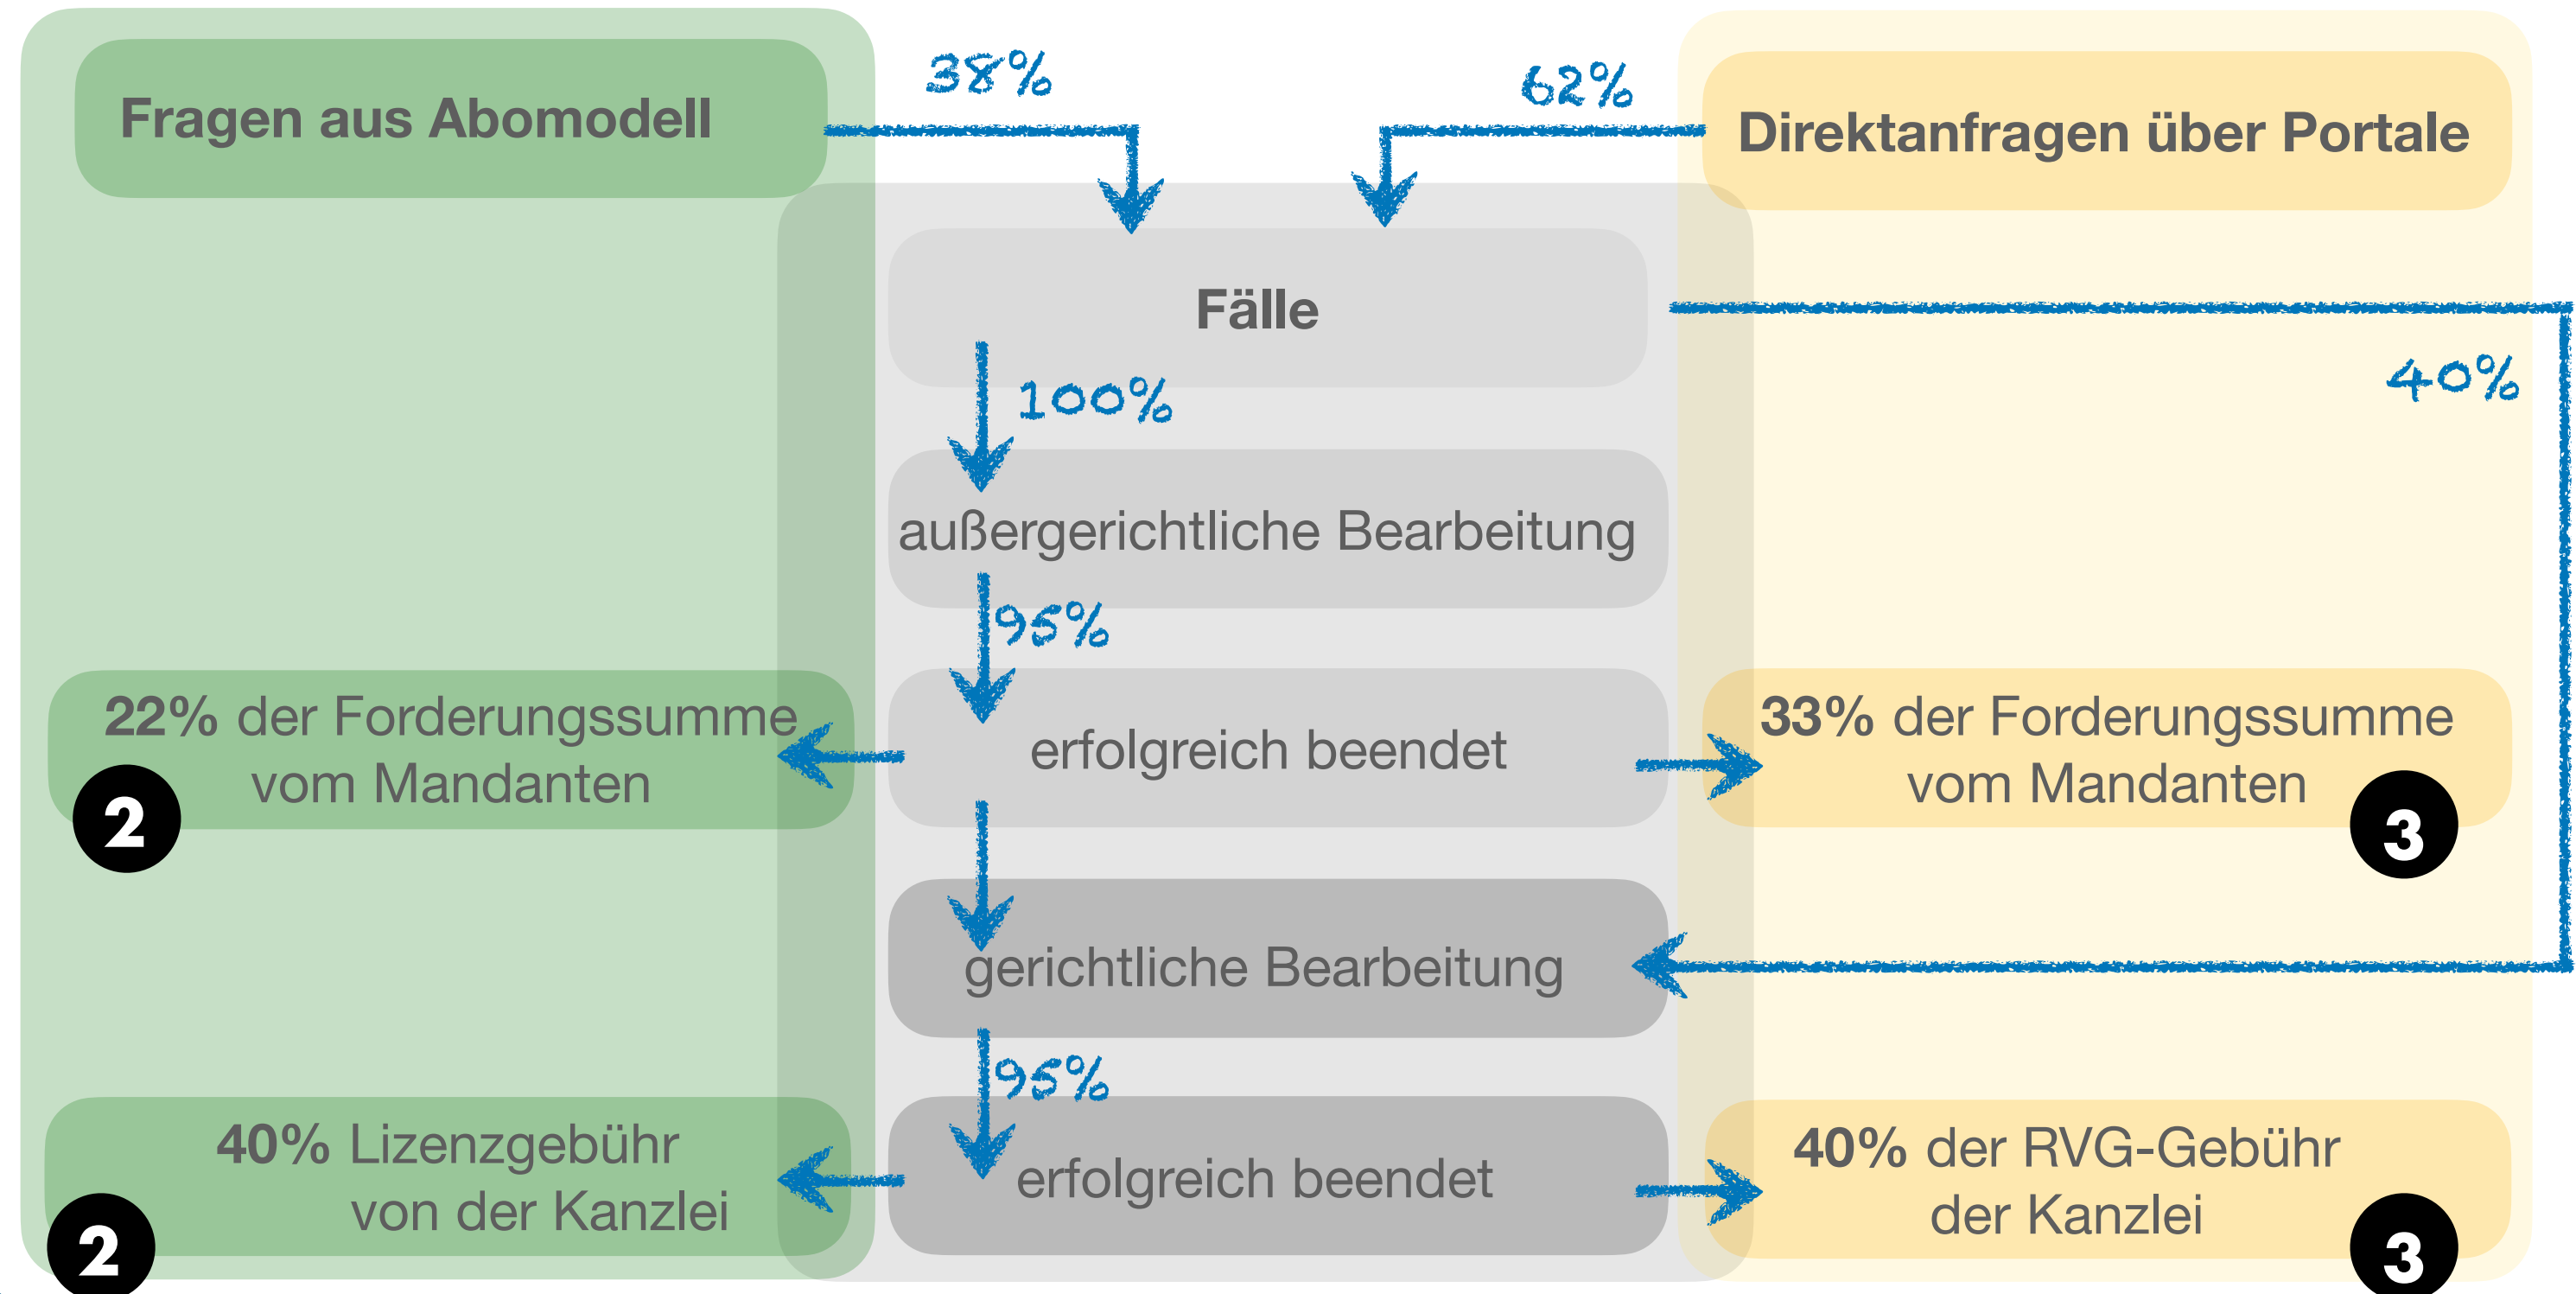 Fragen aus Abomodell
38%
62%
Direktanfragen über Portale
Fälle
100%
40%
außergerichtliche Bearbeitung
95%
22% der Forderungssumme
vom Mandanten
2
erfolgreich beendet
33% der Forderungssumme
vom Mandanten
3
gerichtliche Bearbeitung
95%
40% Lizenzgebühr
von der Kanzlei
2
erfolgreich beendet
40% der RVG-Gebühr
der Kanzlei
3